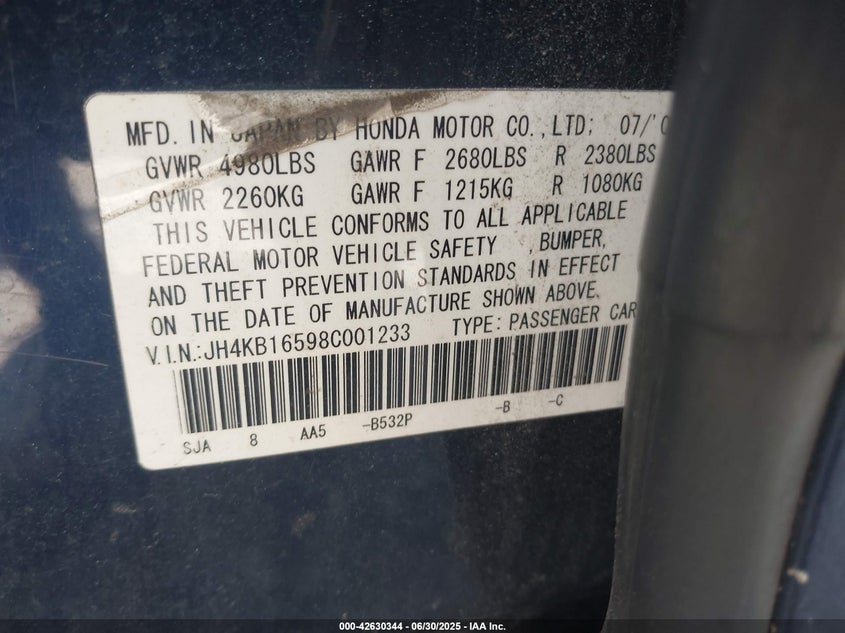 MFD. IN JAPAN BY HONDA MOTOR CO.,LTD; 07/'0
GVWR 4980LBS GAWR F 2680LBS R 2380LBS
GVWR 2260KG GAWR F 1215KG R 1080KG
THIS VEHICLE CONFORMS TO ALL APPLICABLE
FEDERAL MOTOR VEHICLE SAFETY , BUMPER,
AND THEFT PREVENTION STANDARDS IN EFFECT
ON THE DATE OF MANUFACTURE SHOWN ABOVE.
V.I.N.:JH4KB16598C001233 TYPE: PASSENGER CAR
SJA 8 AA5 -B532P -B -C
000-42630344 | 06/30/2025 | IAA Inc.